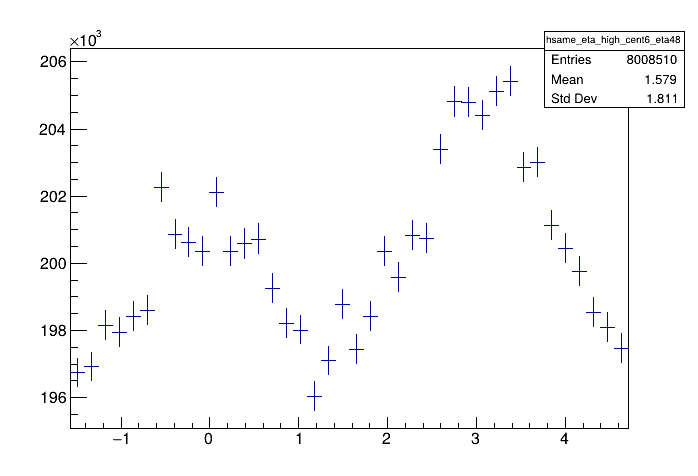 ×10³
hsame_eta_high_cent6_eta48
Entries 8008510
Mean 1.579
Std Dev 1.811
206
204
202
200
198
196
−1 0 1 2 3 4